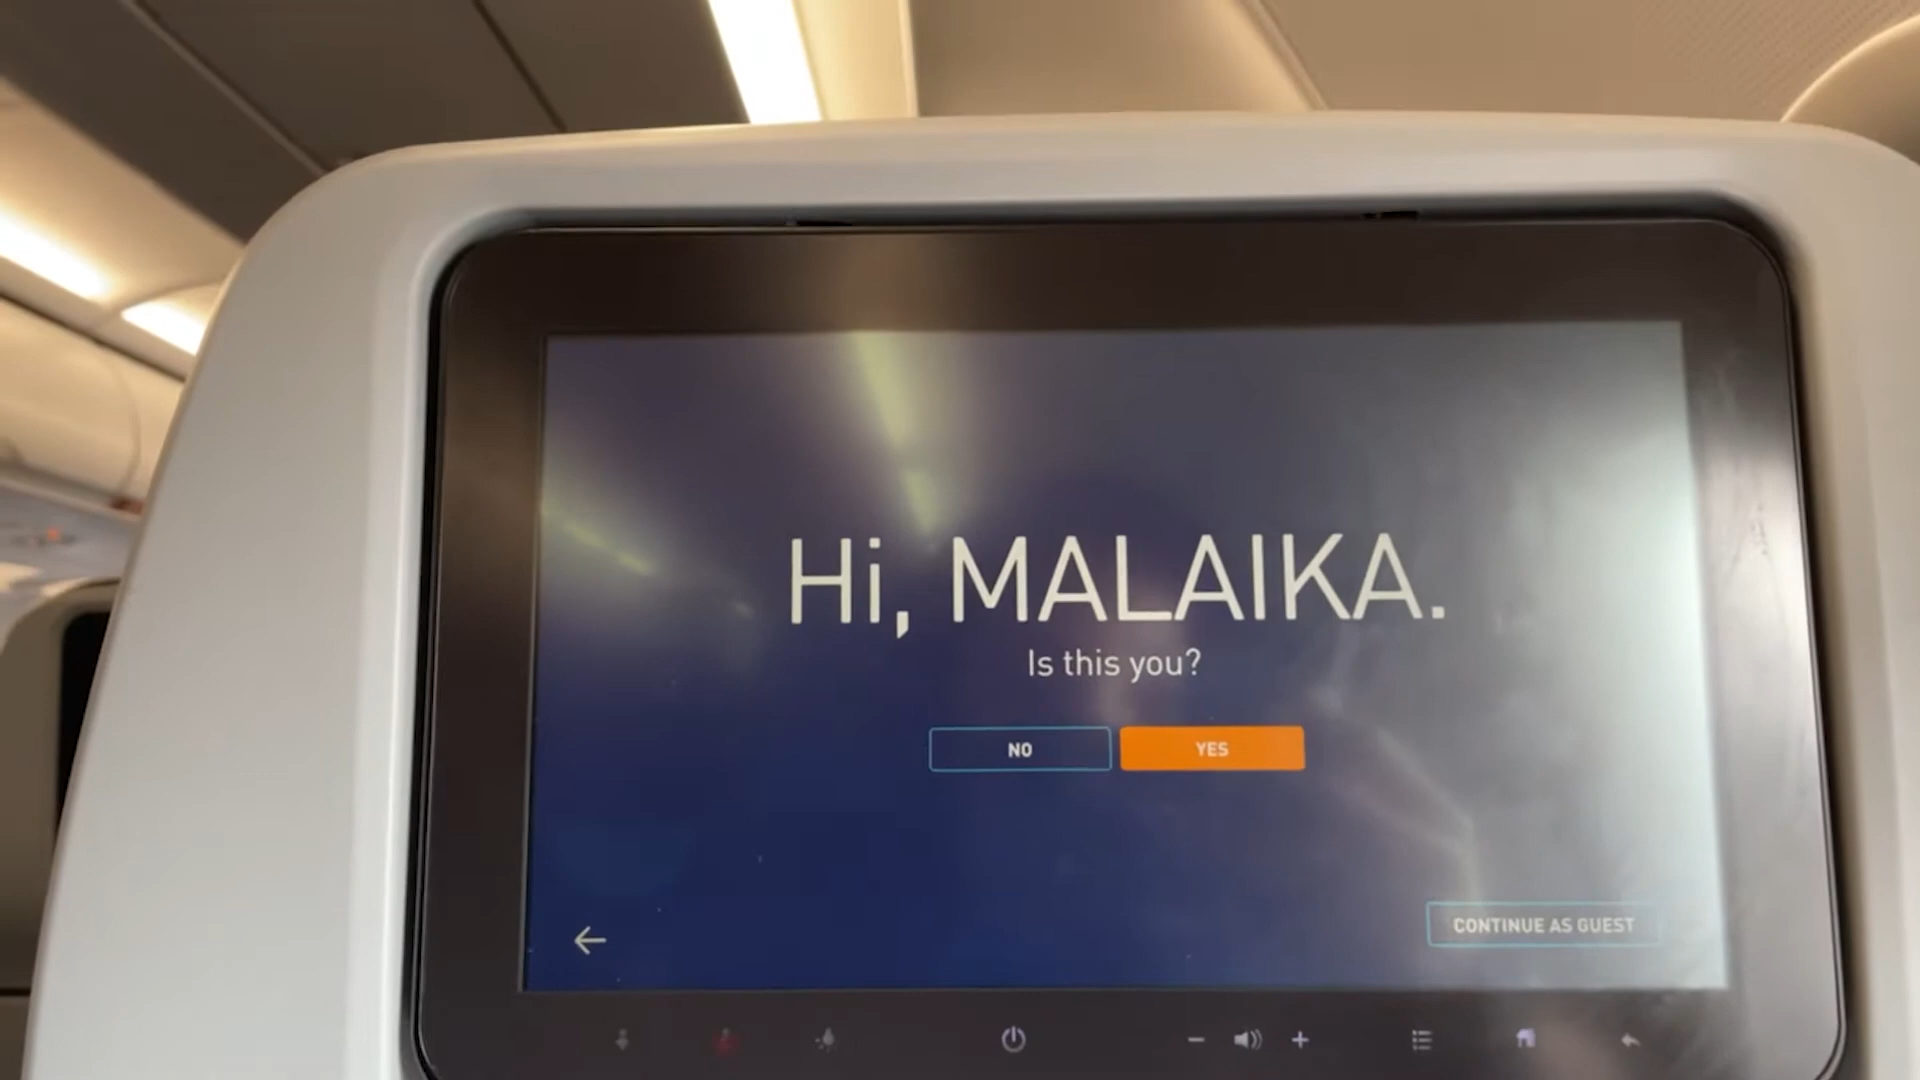 Hi, MALAIKA.
Is this you?
NO
YES
CONTINUE AS GUEST